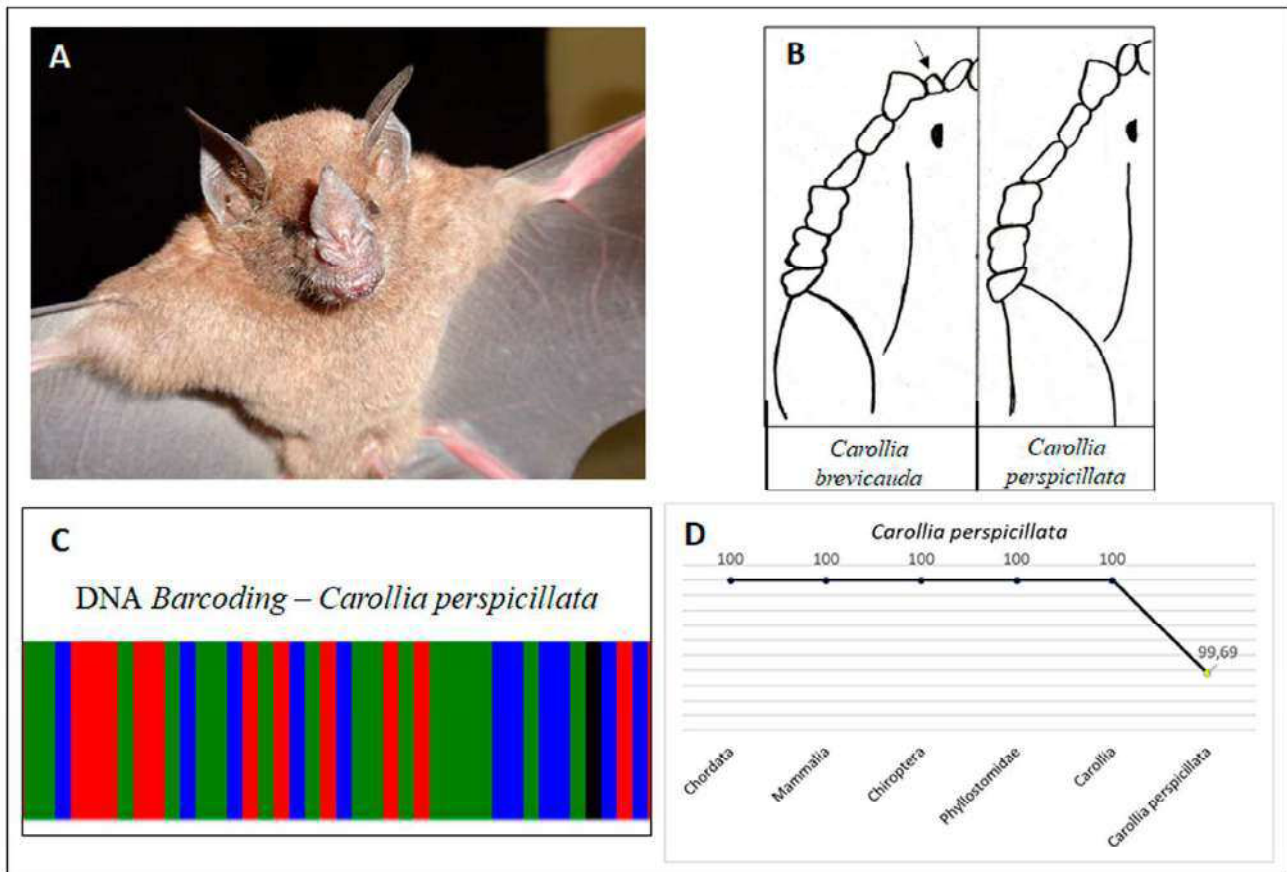 A
B
Carollia
brevicauda
Carollia
perspicillata
C
DNA Barcoding – Carollia perspicillata
D
Carollia perspicillata
100 100 100 100 100
99,69
Chordata
Mammalia
Chiroptera
Phyllostomidae
Carollia
Carollia perspicillata